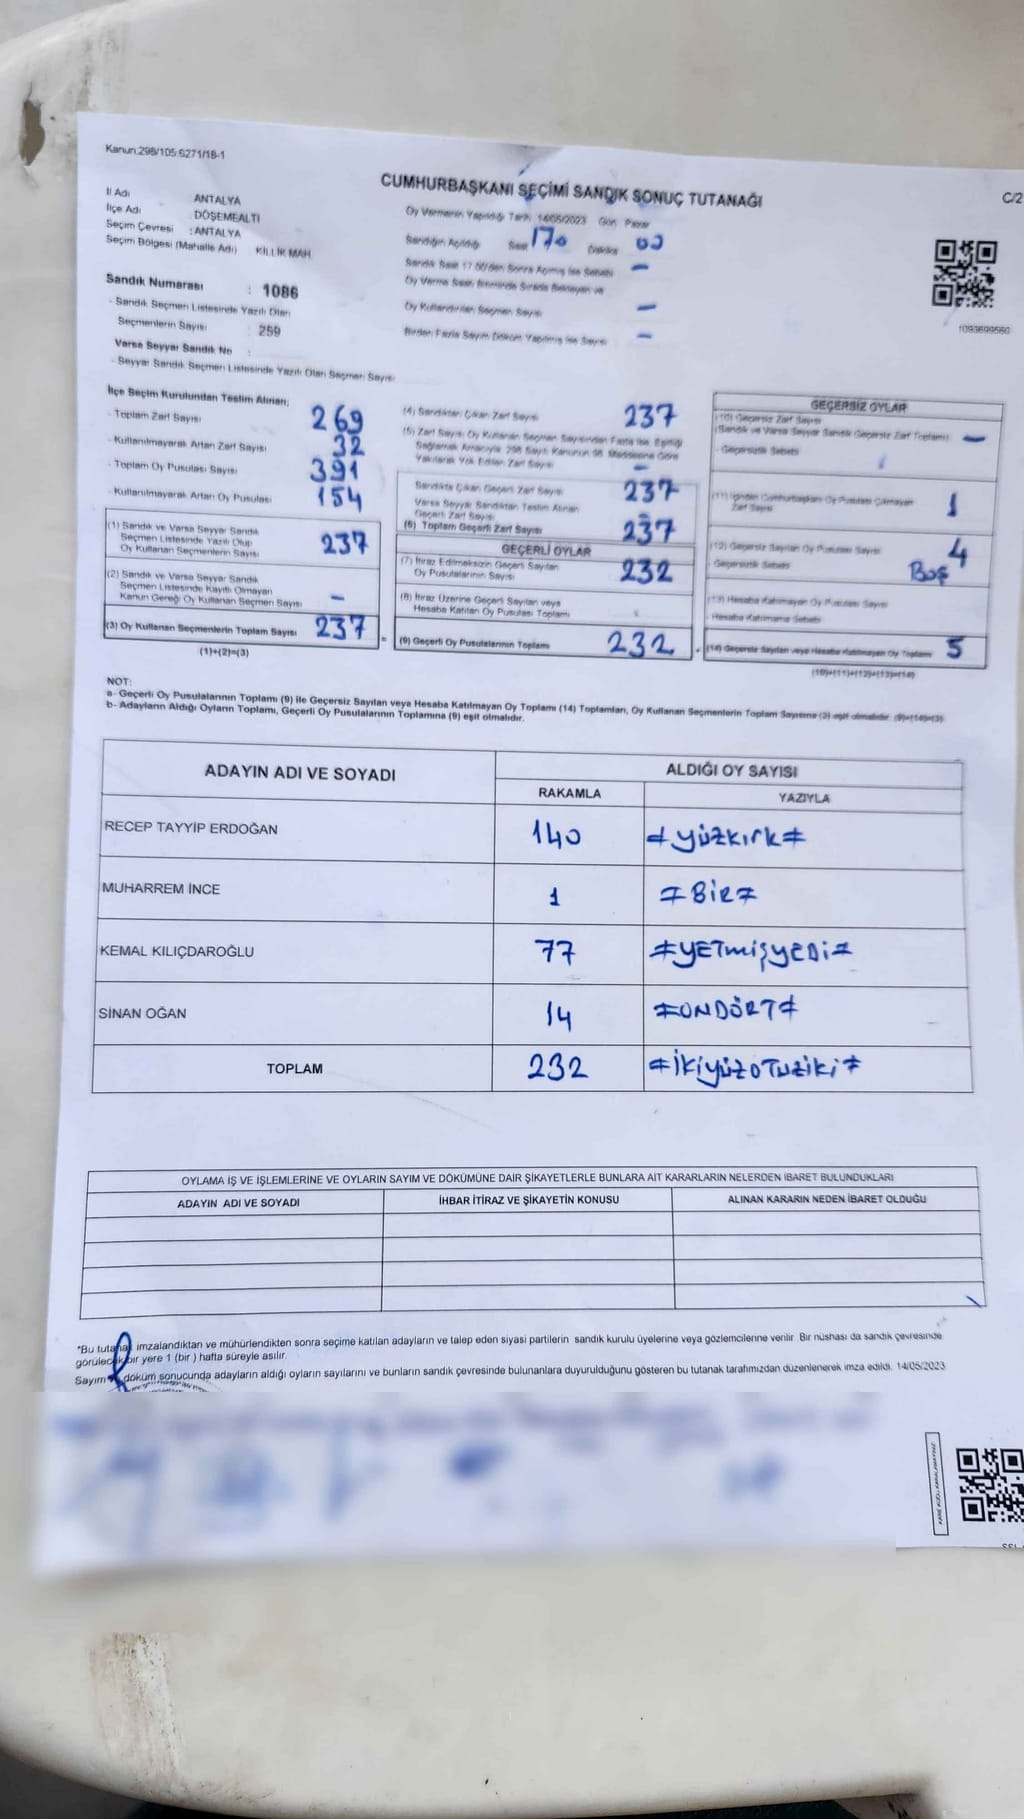 Kanun:298/105:6271/18-1
CUMHURBAŞKANI SEÇİMİ SANDIK SONUÇ TUTANAĞI
C/2
İl Adı ANTALYA
İlçe Adı : DÖŞEMEALTI
Seçim Çevresi : ANTALYA
Seçim Bölgesi (Mahalle Adı) KILLIK MAH
Oy Vermenin Yapıldığı Tarih 14/05/2023 Gün Pazar
Sandığın Açıldığı Saat 170 Dakika 00
Sandık Saat 17.00'den Sonra Açılmış İse Sebebi -
Oy Verme Saati Bitiminde Sırada Bekleyen ve
Oy Kullandırılan Seçmen Sayısı -
Birden Fazla Sayım Döküm Yapılmış İse Sayısı -
1093699560
Sandık Numarası : 1086
- Sandık Seçmen Listesinde Yazılı Olan
Seçmenlerin Sayısı : 259
Varsa Seyyar Sandık No :
- Seyyar Sandık Seçmen Listesinde Yazılı Olan Seçmen Sayısı
İlçe Seçim Kurulundan Teslim Alınan;
- Toplam Zarf Sayısı 269
- Kullanılmayarak Artan Zarf Sayısı 32
- Toplam Oy Pusulası Sayısı 391
- Kullanılmayarak Artan Oy Pusulası 154
(1) Sandık ve Varsa Seyyar Sandık
Seçmen Listesinde Yazılı Olup
Oy Kullanan Seçmenlerin Sayısı 237
(2) Sandık ve Varsa Seyyar Sandık
Seçmen Listesinde Kayıtlı Olmayan
Kanun Gereği Oy Kullanan Seçmen Sayısı -
(3) Oy Kullanan Seçmenlerin Toplam Sayısı 237
(1)+(2)=(3)
(4) Sandıktan Çıkan Zarf Sayısı 237
(5) Zarf Sayısı Oy Kullanan Seçmen Sayısından Fazla İse, Eşitliği
Sağlamak Amacıyla 298 Sayılı Kanunun 98. Maddesine Göre
Yakılarak Yok Edilen Zarf Sayısı -
Sandıkta Çıkan Geçerli Zarf Sayısı 237
Varsa Seyyar Sandıktan Teslim Alınan
Geçerli Zarf Sayısı -
(6) Toplam Geçerli Zarf Sayısı 237
GEÇERLİ OYLAR
(7) İtiraz Edilmeksizin Geçerli Sayılan
Oy Pusulalarının Sayısı 232
(8) İtiraz Üzerine Geçerli Sayılan veya
Hesaba Katılan Oy Pusulası Toplamı
= (9) Geçerli Oy Pusulalarının Toplamı 232
GEÇERSİZ OYLAR
(10) Geçersiz Zarf Sayısı
(Sandık ve Varsa Seyyar Sandık Geçersiz Zarf Toplamı) -
- Geçersizlik Sebebi
(11) İçinden Cumhurbaşkanı Oy Pusulası Çıkmayan
Zarf Sayısı 1
(12) Geçersiz Sayılan Oy Pusulası Sayısı 4
Geçersizlik Sebebi Boş
(13) Hesaba Katılmayan Oy Pusulası Sayısı
- Hesaba Katılmama Sebebi
(14) Geçersiz Sayılan veya Hesaba Katılmayan Oy Toplamı 5
(10)+(11)+(12)+(13)=(14)
NOT:
a- Geçerli Oy Pusulalarının Toplamı (9) ile Geçersiz Sayılan veya Hesaba Katılmayan Oy Toplamı (14) Toplamları, Oy Kullanan Seçmenlerin Toplam Sayısına (3) eşit olmalıdır. (9)+(14)=(3)
b- Adayların Aldığı Oyların Toplamı, Geçerli Oy Pusulalarının Toplamına (9) eşit olmalıdır.
ADAYIN ADI VE SOYADI
ALDIĞI OY SAYISI
RAKAMLA YAZIYLA
RECEP TAYYİP ERDOĞAN 140 #yüzkırk#
MUHARREM İNCE 1 #Bir#
KEMAL KILIÇDAROĞLU 77 #YETmişyeDi#
SİNAN OĞAN 14 #ONDÖRT#
TOPLAM 232 #İkiyüzoTuziki#
OYLAMA İŞ VE İŞLEMLERİNE VE OYLARIN SAYIM VE DÖKÜMÜNE DAİR ŞİKAYETLERLE BUNLARA AİT KARARLARIN NELERDEN İBARET BULUNDUKLARI
ADAYIN ADI VE SOYADI İHBAR İTİRAZ VE ŞİKAYETİN KONUSU ALINAN KARARIN NEDEN İBARET OLDUĞU
"Bu tutanak imzalandıktan ve mühürlendikten sonra seçime katılan adayların ve talep eden siyasi partilerin sandık kurulu üyelerine veya gözlemcilerine verilir. Bir nüshası da sandık çevresinde
görülecek bir yere 1 (bir ) hafta süreyle asılır.
Sayım ve döküm sonucunda adayların aldığı oyların sayılarını ve bunların sandık çevresinde bulunanlara duyurulduğunu gösteren bu tutanak tarafımızdan düzenlenerek imza edildi. 14/05/2023